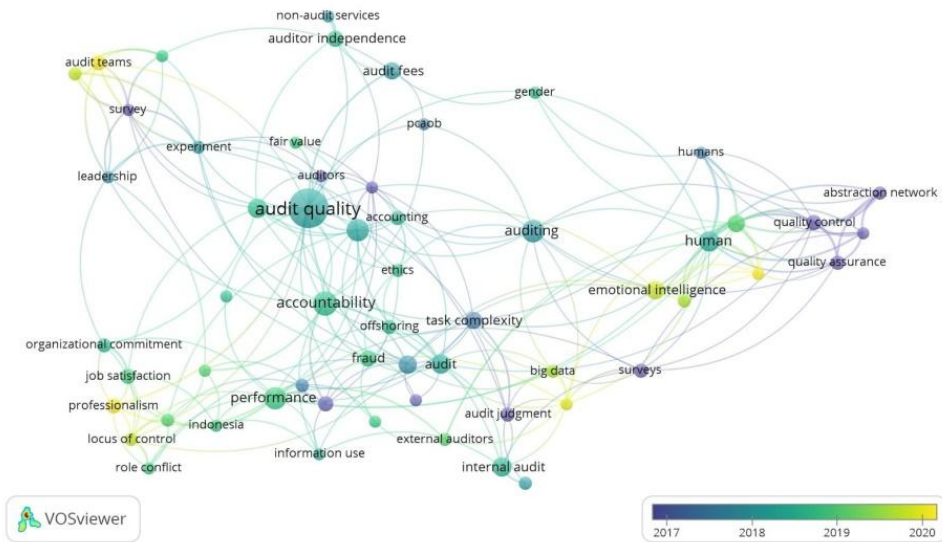 non-audit services
auditor independence
audit teams
audit fees
gender
survey
pcaob
fair value
experiment
humans
leadership
auditors
abstraction network
audit quality
accounting
quality control
auditing
human
quality assurance
ethics
emotional intelligence
accountability
offshoring
task complexity
organizational commitment
fraud
audit
job satisfaction
big data
surveys
performance
professionalism
audit judgment
indonesia
locus of control
external auditors
information use
role conflict
internal audit
VOSviewer
2017 2018 2019 2020